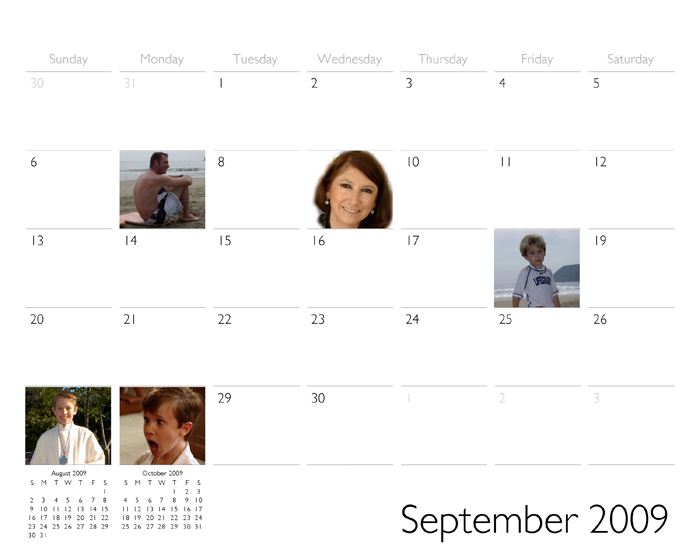 Sunday Monday Tuesday Wednesday Thursday Friday Saturday
30 31 1 2 3 4 5
6 8 10 11 12
13 14 15 16 17 19
LIFEGUARD
20 21 22 23 24 25 26
29 30 1 2 3
August 2009
S M T W T F S
1
2 3 4 5 6 7 8
9 10 11 12 13 14 15
16 17 18 19 20 21 22
23 24 25 26 27 28 29
30 31
October 2009
S M T W T F S
1 2 3
4 5 6 7 8 9 10
11 12 13 14 15 16 17
18 19 20 21 22 23 24
25 26 27 28 29 30 31
September 2009